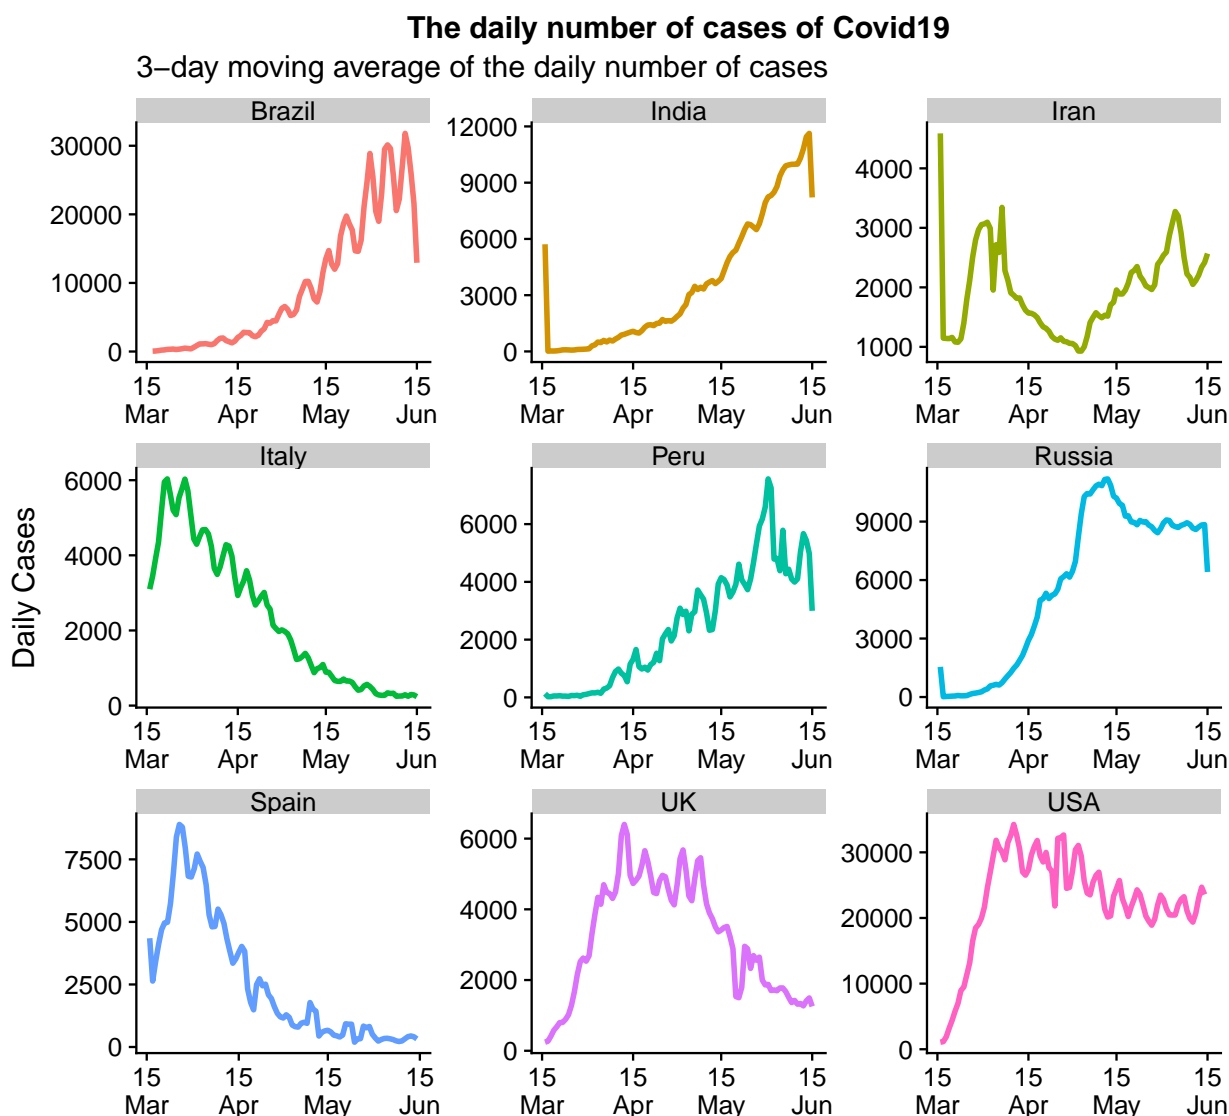 The daily number of cases of Covid19
3−day moving average of the daily number of cases
Brazil
India
Iran
30000
20000
10000
0
12000
9000
6000
3000
0
4000
3000
2000
1000
15 15 15 15
Mar Apr May Jun
15 15 15 15
Mar Apr May Jun
15 15 15 15
Mar Apr May Jun
Daily Cases
Italy
Peru
Russia
6000
4000
2000
0
6000
4000
2000
0
9000
6000
3000
0
15 15 15 15
Mar Apr May Jun
15 15 15 15
Mar Apr May Jun
15 15 15 15
Mar Apr May Jun
Spain
UK
USA
7500
5000
2500
0
6000
4000
2000
0
30000
20000
10000
0
15 15 15 15
Mar Apr May Jun
15 15 15 15
Mar Apr May Jun
15 15 15 15
Mar Apr May Jun